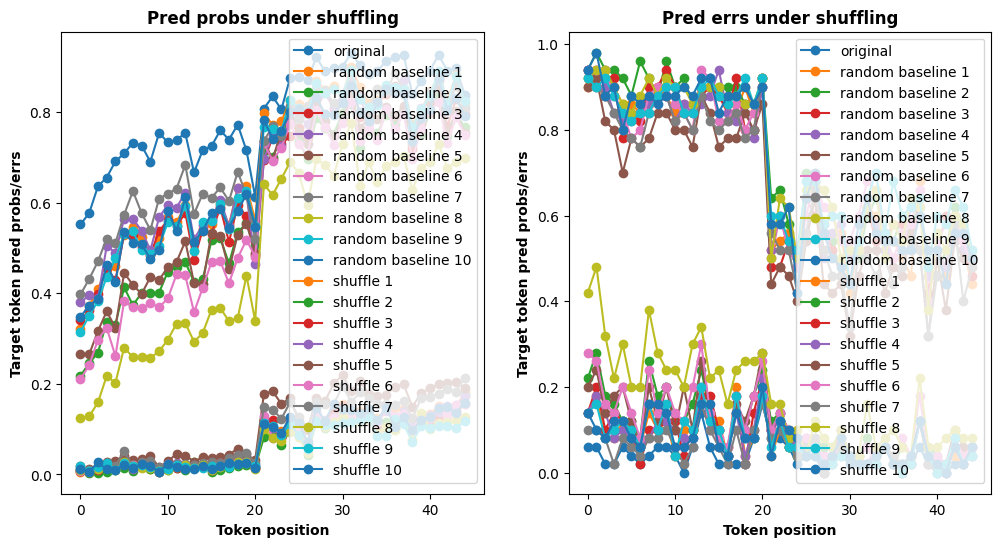 Pred probs under shuffling
Target token pred probs/errs
0.8
0.6
0.4
0.2
0.0
0
10
20
30
40
Token position
original
random baseline 1
random baseline 2
random baseline 3
random baseline 4
random baseline 5
random baseline 6
random baseline 7
random baseline 8
random baseline 9
random baseline 10
shuffle 1
shuffle 2
shuffle 3
shuffle 4
shuffle 5
shuffle 6
shuffle 7
shuffle 8
shuffle 9
shuffle 10
Pred errs under shuffling
Target token pred probs/errs
1.0
0.8
0.6
0.4
0.2
0.0
0
10
20
30
40
Token position
original
random baseline 1
random baseline 2
random baseline 3
random baseline 4
random baseline 5
random baseline 6
random baseline 7
random baseline 8
random baseline 9
random baseline 10
shuffle 1
shuffle 2
shuffle 3
shuffle 4
shuffle 5
shuffle 6
shuffle 7
shuffle 8
shuffle 9
shuffle 10